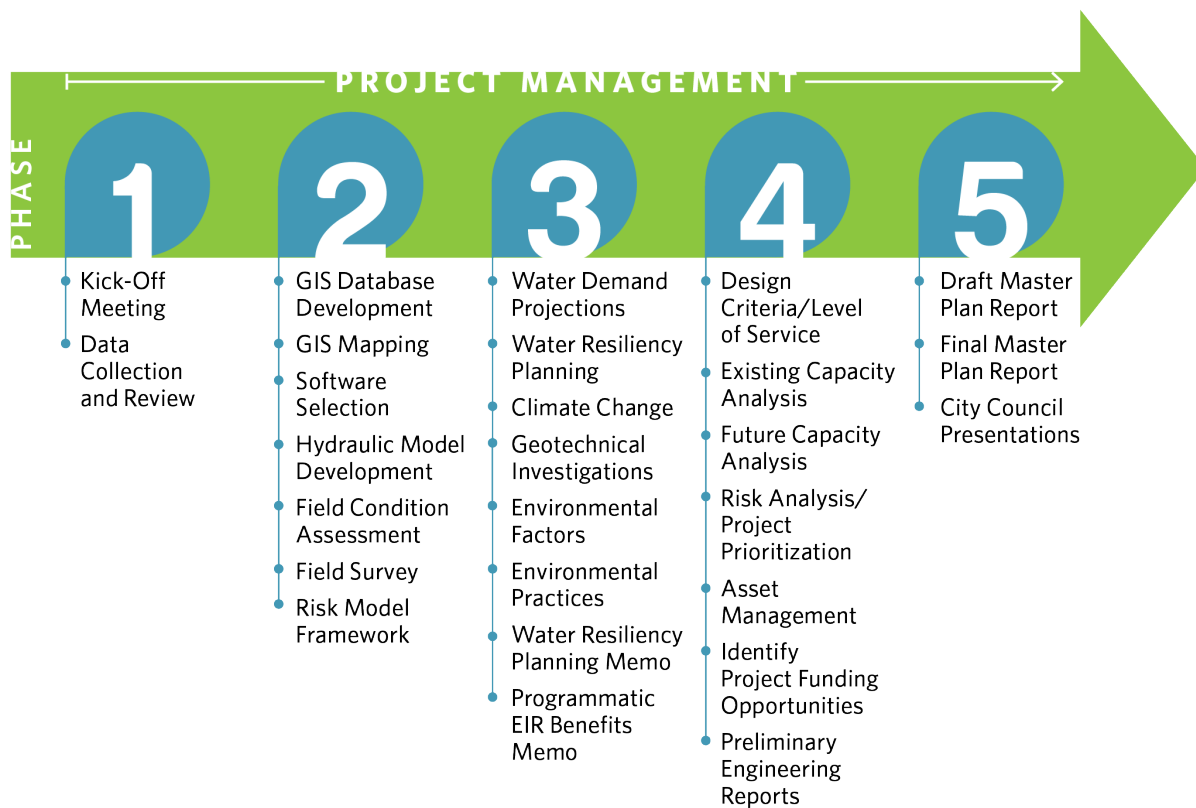 PROJECT MANAGEMENT
PHASE
1
Kick-Off
Meeting
Data
Collection
and Review
2
GIS Database
Development
GIS Mapping
Software
Selection
Hydraulic Model
Development
Field Condition
Assessment
Field Survey
Risk Model
Framework
3
Water Demand
Projections
Water Resiliency
Planning
Climate Change
Geotechnical
Investigations
Environmental
Factors
Environmental
Practices
Water Resiliency
Planning Memo
Programmatic
EIR Benefits
Memo
4
Design
Criteria/Level
of Service
Existing Capacity
Analysis
Future Capacity
Analysis
Risk Analysis/
Project
Prioritization
Asset
Management
Identify
Project Funding
Opportunities
Preliminary
Engineering
Reports
5
Draft Master
Plan Report
Final Master
Plan Report
City Council
Presentations